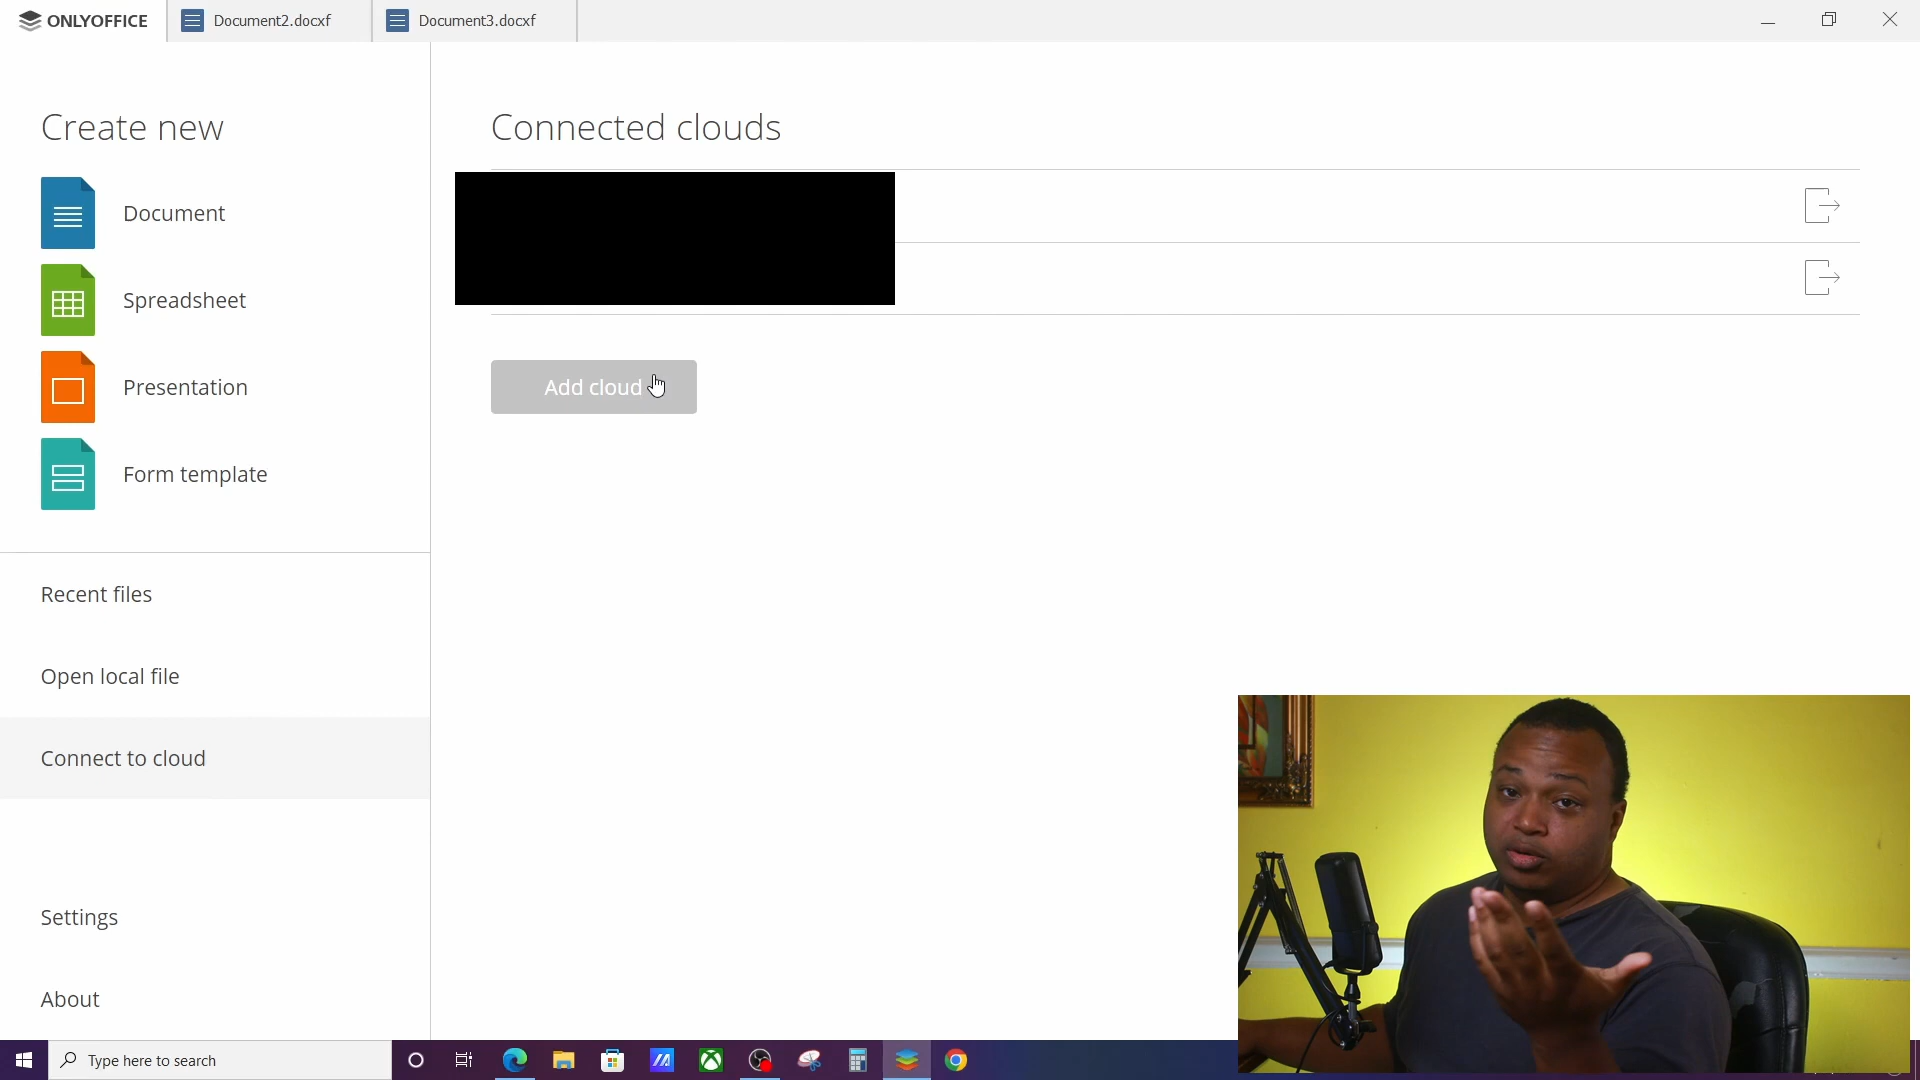 ONLYOFFICE
Document2.docxf
Document3.docxf
Create new
Document
Spreadsheet
Presentation
Form template
Recent files
Open local file
Connect to cloud
Settings
About
Connected clouds
Add cloud
Type here to search